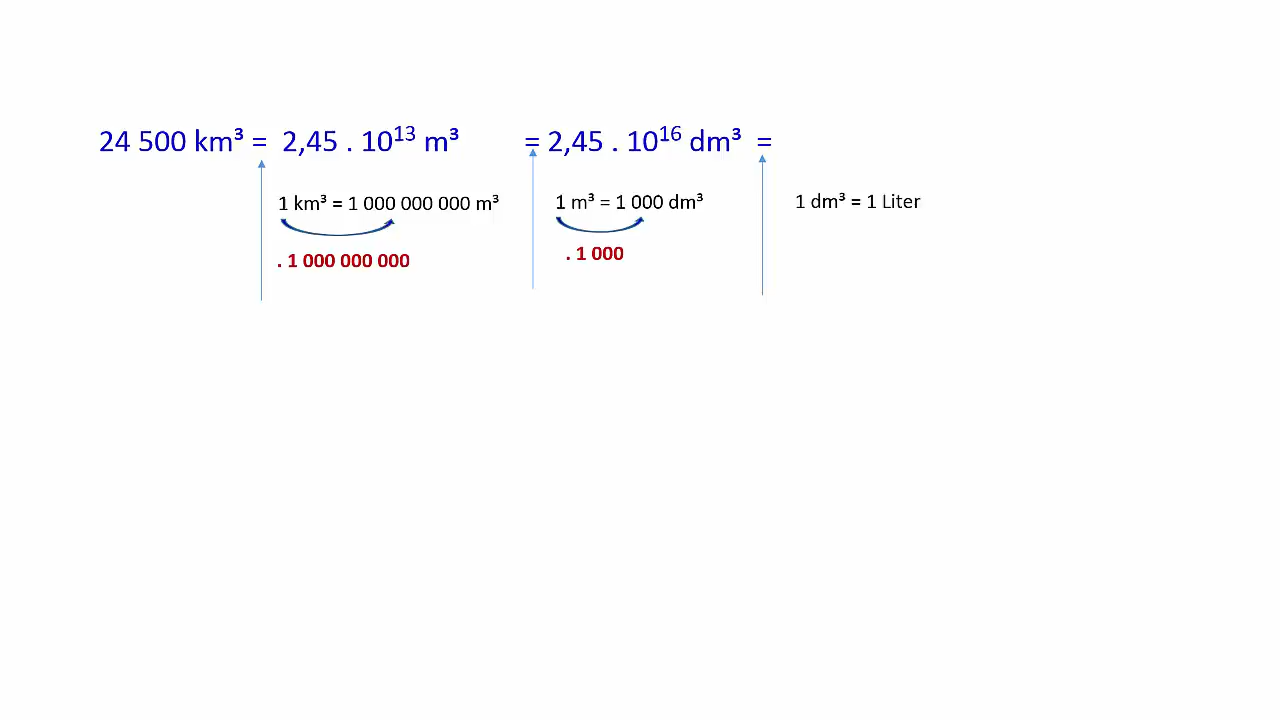 24 500 km³ = 2,45 . 10¹³ m³ = 2,45 . 10¹⁶ dm³ =
1 km³ = 1 000 000 000 m³ 1 m³ = 1 000 dm³ 1 dm³ = 1 Liter
. 1 000 000 000 . 1 000